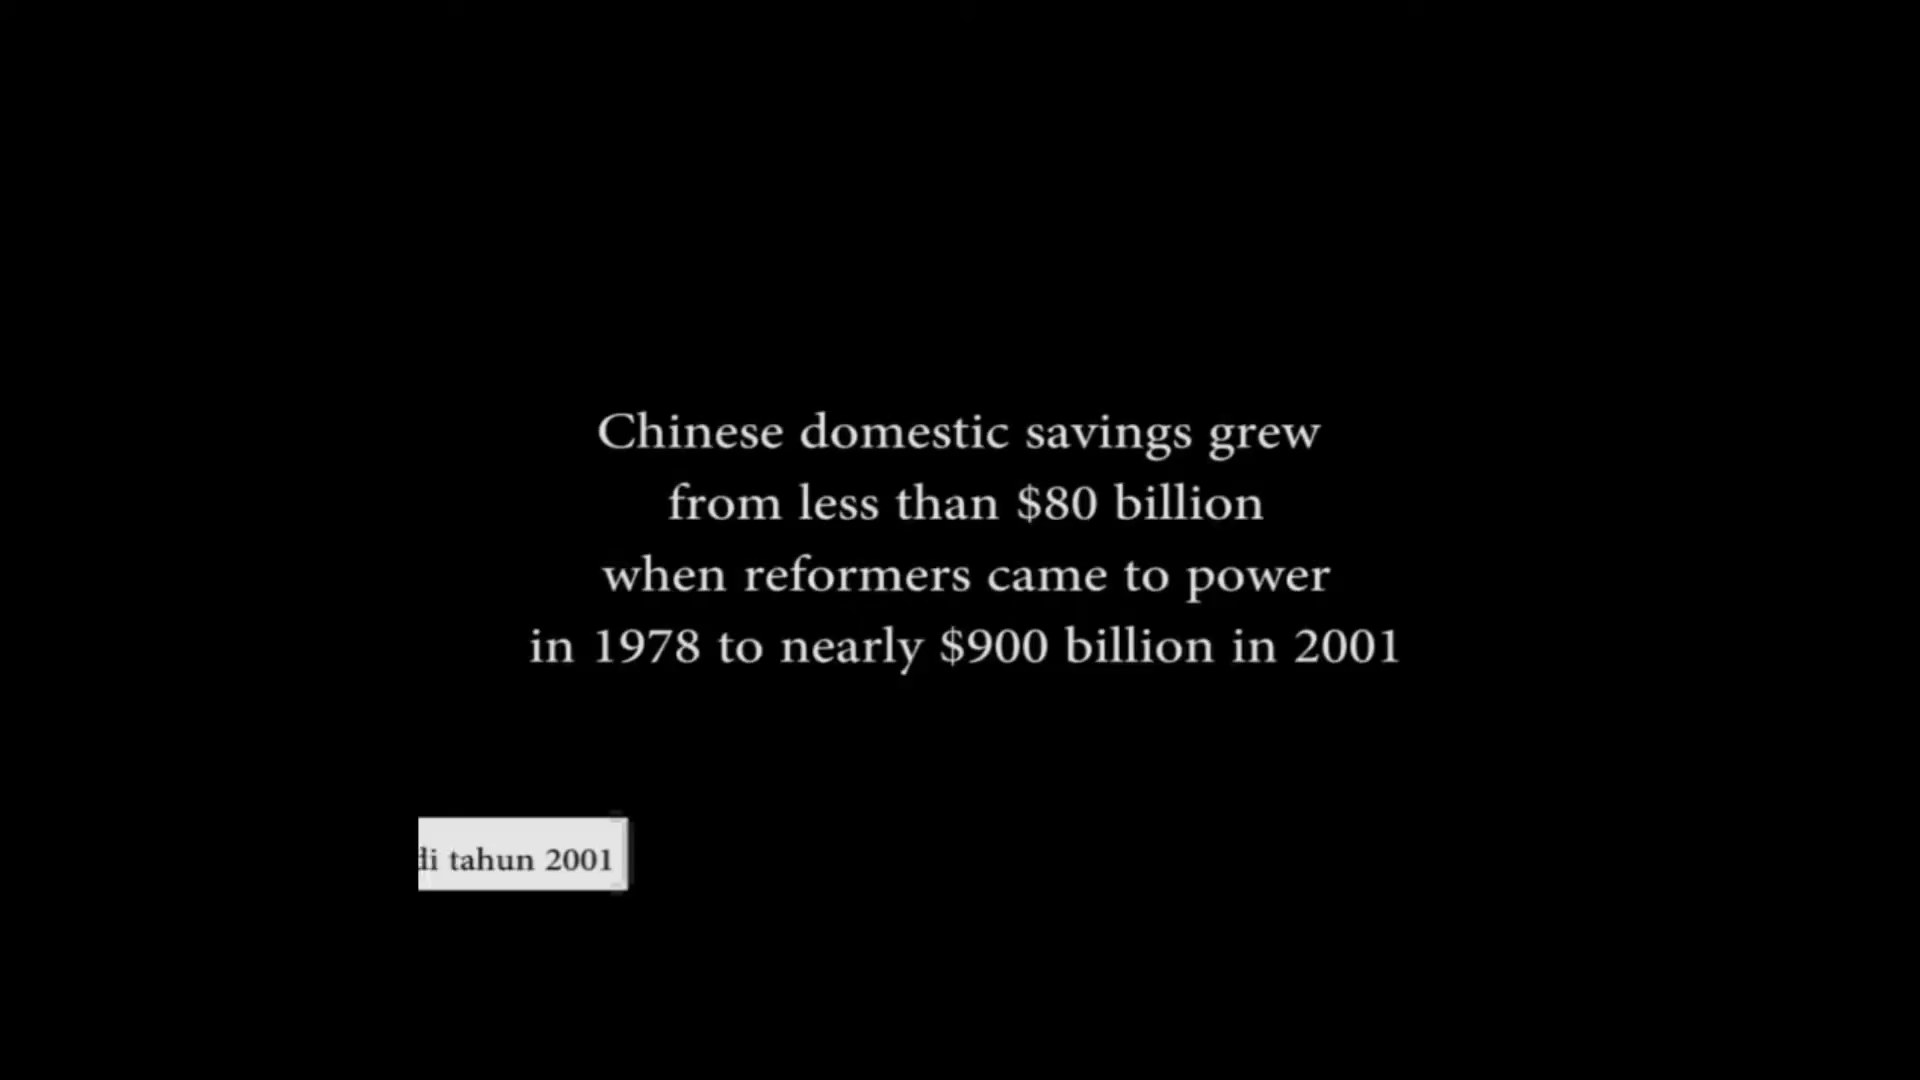 Chinese domestic savings grew
from less than $80 billion
when reformers came to power
in 1978 to nearly $900 billion in 2001
di tahun 2001